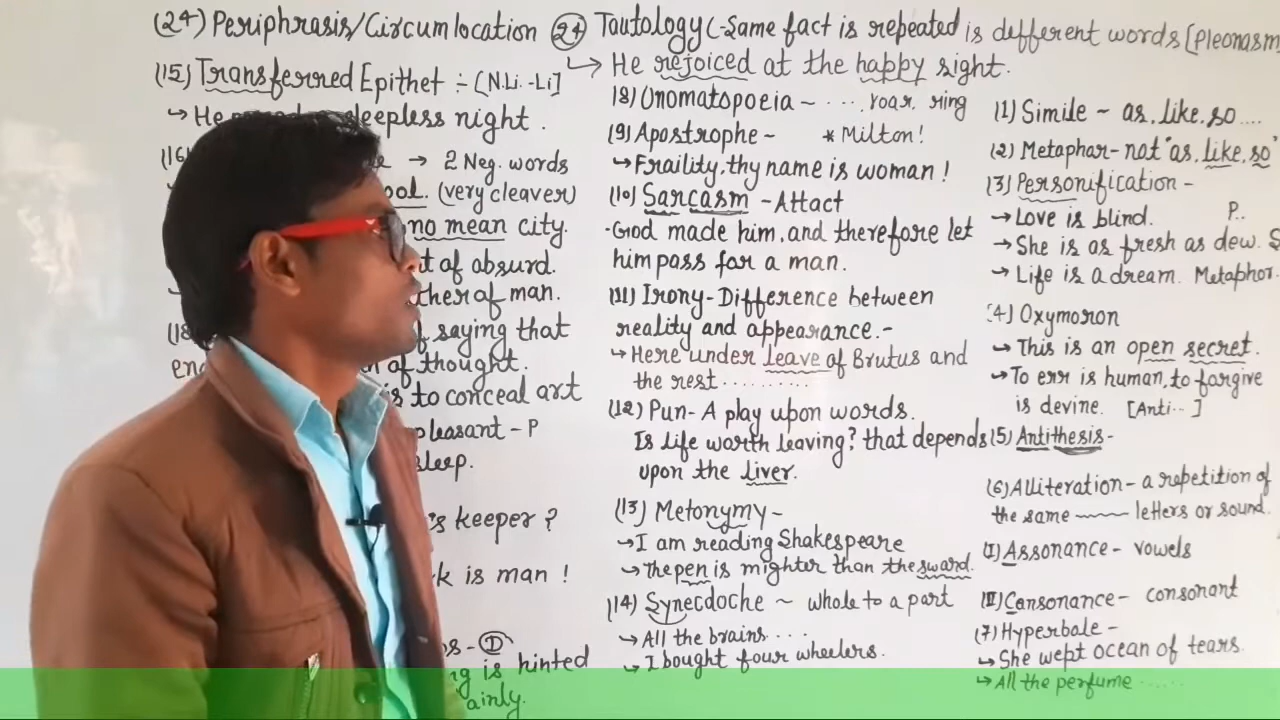 (24) Periphrasis/Circumlocation
(15) Transferred Epithet ÷ [N.Li. -Li]
↪ He sleepless night.
(16) → 2 Neg. words
(very cleaver)
no mean city.
of absurd.
of man.
(18) saying that
of thought.
is to conceal art
pleasant - P
sleep.
's keeper ?
is man !
- (I)
is hinted
(24) Tautology (-Same fact is repeated is different words [Pleonasm
↪ He rejoiced at the happy sight.
(8) Onomatopoeia ~ .... roar, ring
(9) Apostrophe ~ * Milton!
↪ Fraility, thy name is woman !
(10) Sarcasm - Attact
- God made him, and therefore let
him pass for a man.
(11) Irony- Difference between
reality and appearance.-
↪ Here under leave of Brutus and
the rest ..........
(12) Pun- A play upon words.
Is life worth leaving? that depends
upon the liver.
(13) Metonymy-
↪ I am reading Shakespeare
↪ The pen is mighter than the sward.
(14) Synecdoche ~ whole to a part
↪ All the brains. ...
↪ I bought four wheelers.
(1) Simile ~ as, like, so ....
(2) Metaphar- not "as, like, so"
(3) Personification -
→ Love is blind. P..
→ She is as fresh as dew. S
→ Life is a dream. Metaphor.
(4) Oxymoron
→ This is an open secret.
→ To err is human, to forgive
is devine. [Anti...]
(5) Antithesis-
(6) Alliteration - a repetition of
the same —— letters or sound.
(I) Assonance- vowels
(II) Consonance- consonant
(7) Hyperbale -
↪ She wept ocean of tears.
↪ All the perfume ......